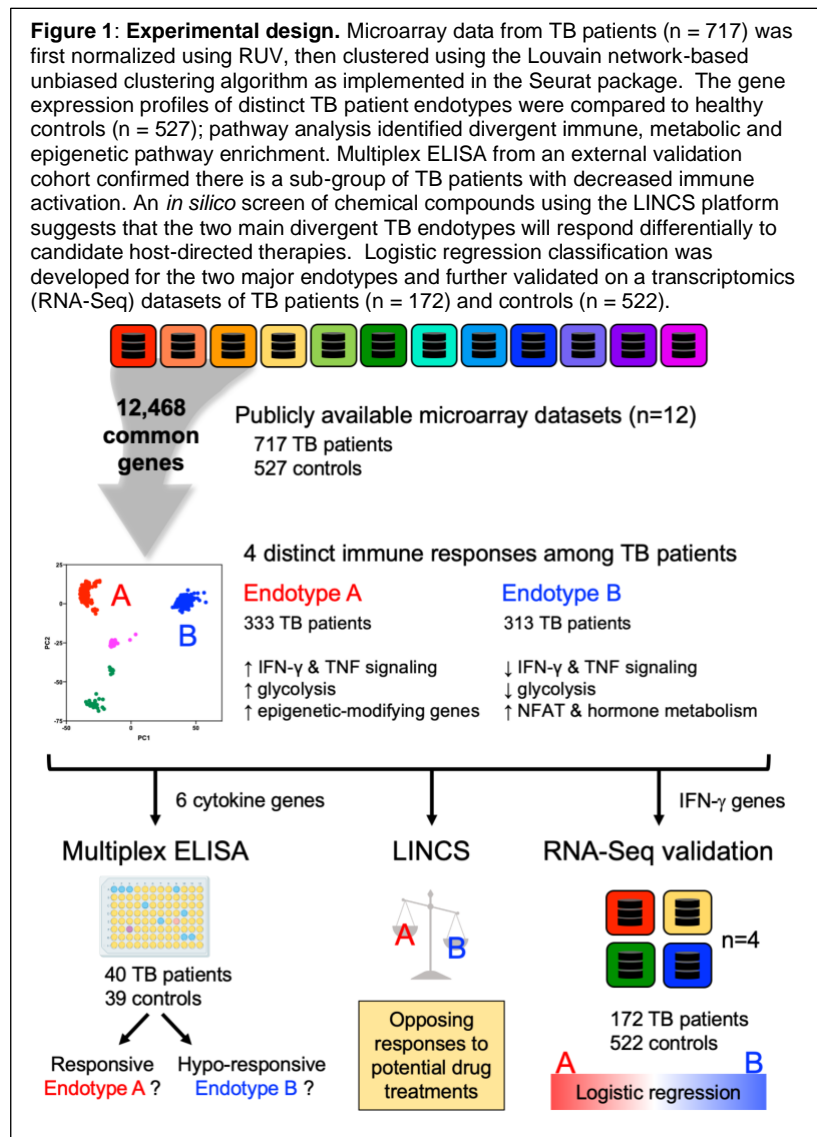 Figure 1: Experimental design. Microarray data from TB patients (n = 717) was
first normalized using RUV, then clustered using the Louvain network-based
unbiased clustering algorithm as implemented in the Seurat package.  The gene
expression profiles of distinct TB patient endotypes were compared to healthy
controls (n = 527); pathway analysis identified divergent immune, metabolic and
epigenetic pathway enrichment. Multiplex ELISA from an external validation
cohort confirmed there is a sub-group of TB patients with decreased immune
activation. An in silico screen of chemical compounds using the LINCS platform
suggests that the two main divergent TB endotypes will respond differentially to
candidate host-directed therapies.  Logistic regression classification was
developed for the two major endotypes and further validated on a transcriptomics
(RNA-Seq) datasets of TB patients (n = 172) and controls (n = 522).
12,468
common
genes
Publicly available microarray datasets (n=12)
717 TB patients
527 controls
4 distinct immune responses among TB patients
25
0
-25
-50
-75
PC2
A
B
-50
0
50
PC1
Endotype A
333 TB patients
↑ IFN-γ & TNF signaling
↑ glycolysis
↑ epigenetic-modifying genes
Endotype B
313 TB patients
↓ IFN-γ & TNF signaling
↓ glycolysis
↑ NFAT & hormone metabolism
6 cytokine genes
IFN-γ genes
Multiplex ELISA
40 TB patients
39 controls
Responsive
Endotype A ?
Hypo-responsive
Endotype B ?
LINCS
A
B
Opposing
responses to
potential drug
treatments
RNA-Seq validation
n=4
172 TB patients
522 controls
A
B
Logistic regression